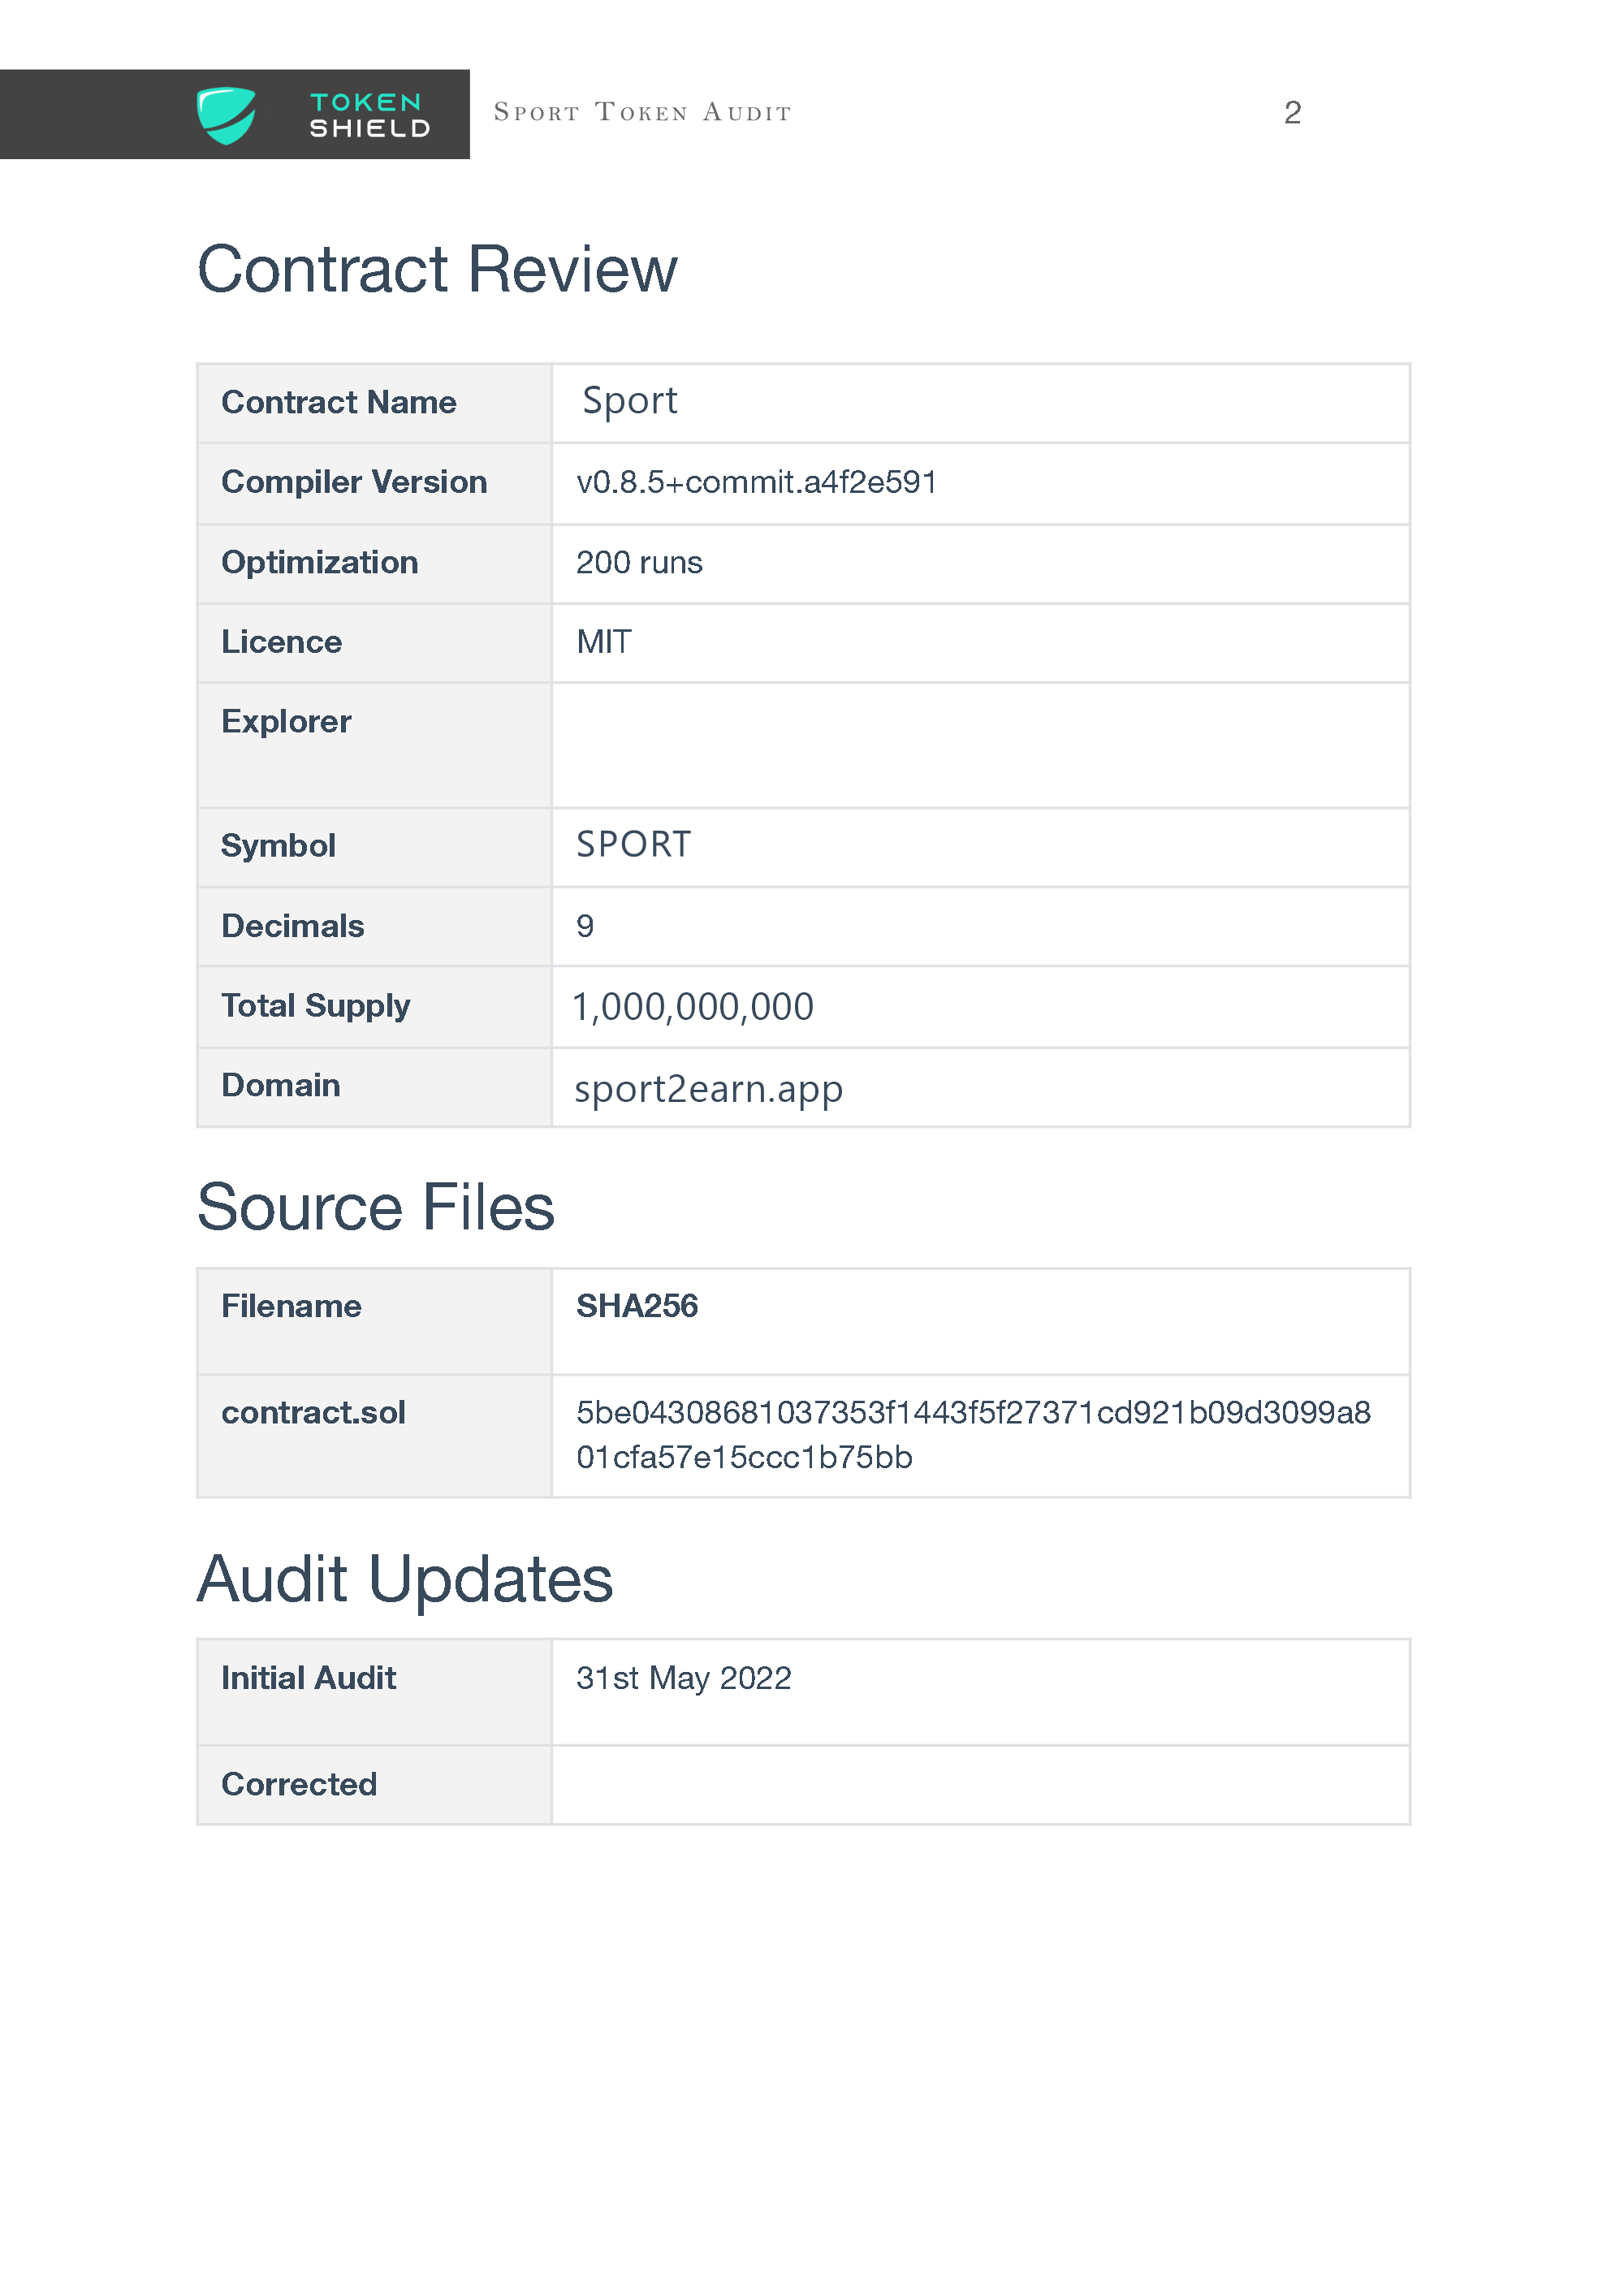 TOKEN
SHIELD
Sport Token Audit
2
Contract Review
Contract Name
Sport
Compiler Version
v0.8.5+commit.a4f2e591
Optimization
200 runs
Licence
MIT
Explorer
Symbol
SPORT
Decimals
9
Total Supply
1,000,000,000
Domain
sport2earn.app
Source Files
Filename
SHA256
contract.sol
5be04308681037353f1443f5f27371cd921b09d3099a8
01cfa57e15ccc1b75bb
Audit Updates
Initial Audit
31st May 2022
Corrected